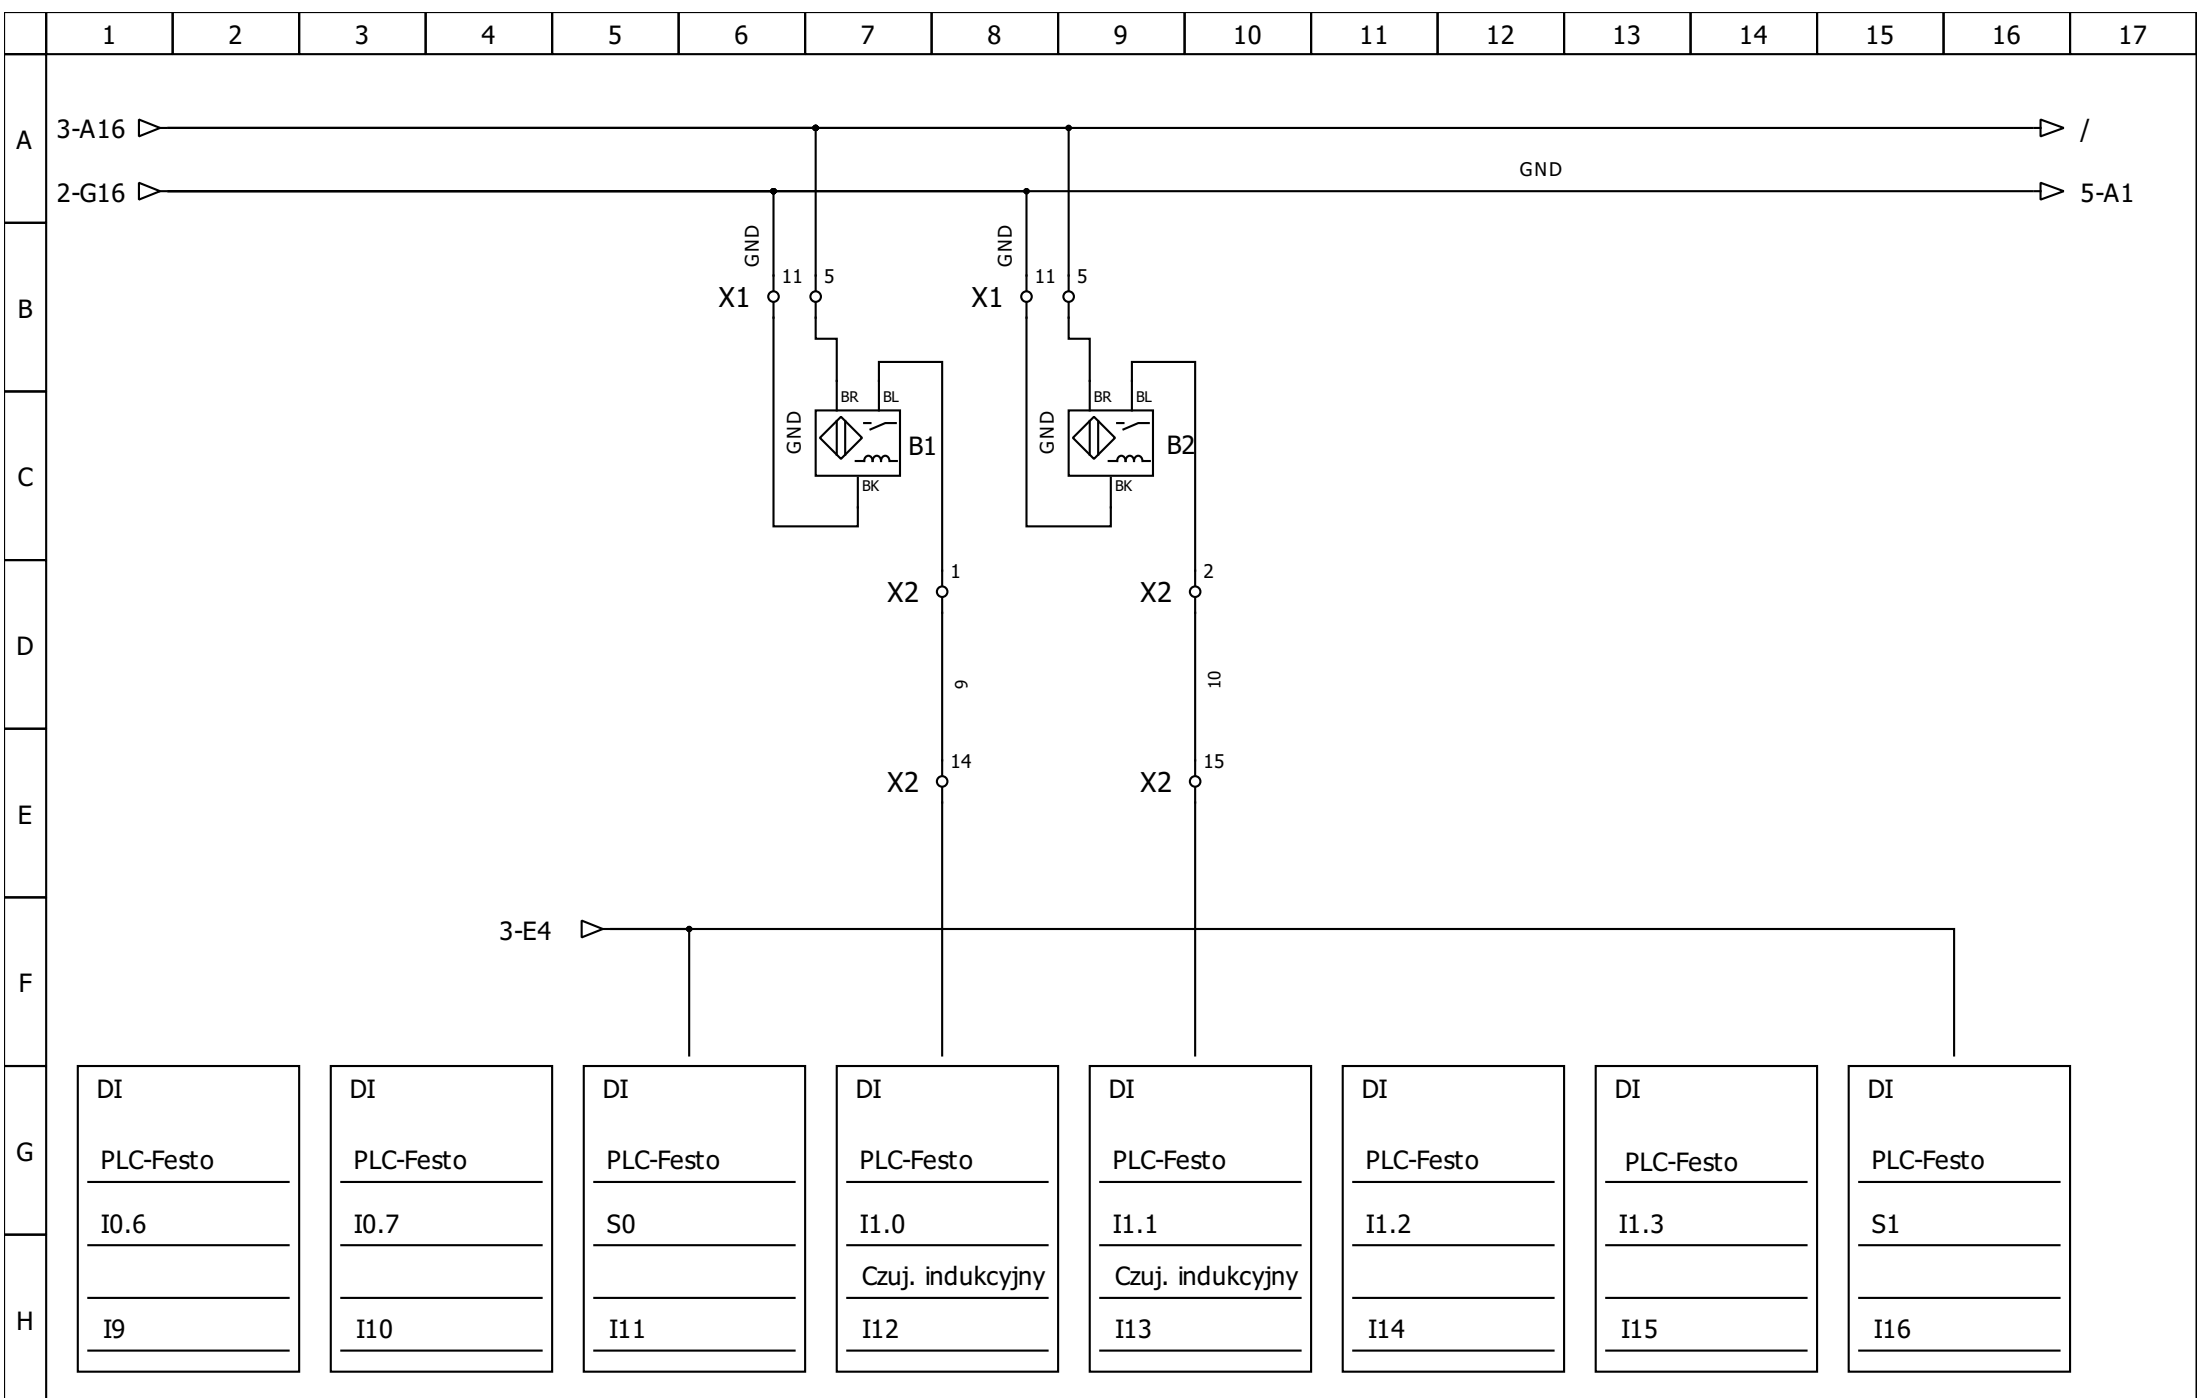 1 2 3 4 5 6 7 8 9 10 11 12 13 14 15 16 17
A
3-A16
/
GND
2-G16
5-A1
GND
GND
11 5
11 5
X1
X1
B
BR BL
BR BL
GND
GND
B1
B2
C
BK
BK
1
2
X2
X2
D
9
10
14
15
X2
X2
E
3-E4
F
DI DI DI DI DI DI DI DI
G
PLC-Festo PLC-Festo PLC-Festo PLC-Festo PLC-Festo PLC-Festo PLC-Festo PLC-Festo
I0.6 I0.7 S0 I1.0 I1.1 I1.2 I1.3 S1
Czuj. indukcyjny Czuj. indukcyjny
H
I9 I10 I11 I12 I13 I14 I15 I16